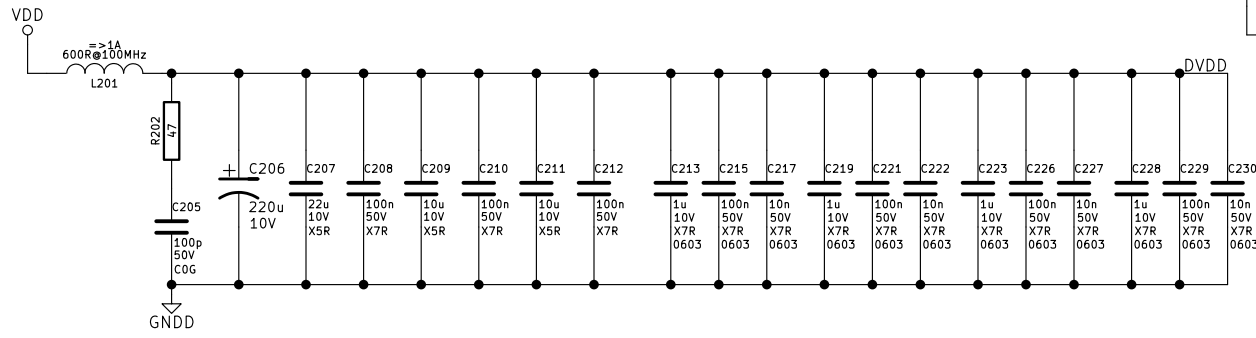 VDD
=>1A
600R@100MHz
L201
DVDD
R202
47
C205
100p
50V
C0G
GNDD
+
C206
220u
10V
C207
22u
10V
X5R
C208
100n
50V
X7R
C209
10u
10V
X5R
C210
100n
50V
X7R
C211
10u
10V
X5R
C212
100n
50V
X7R
C213
1u
10V
X7R
0603
C215
100n
50V
X7R
0603
C217
10n
50V
X7R
0603
C219
1u
10V
X7R
0603
C221
100n
50V
X7R
0603
C222
10n
50V
X7R
0603
C223
1u
10V
X7R
0603
C226
100n
50V
X7R
0603
C227
10n
50V
X7R
0603
C228
1u
10V
X7R
0603
C229
100n
50V
X7R
0603
C230
10n
50V
X7R
0603